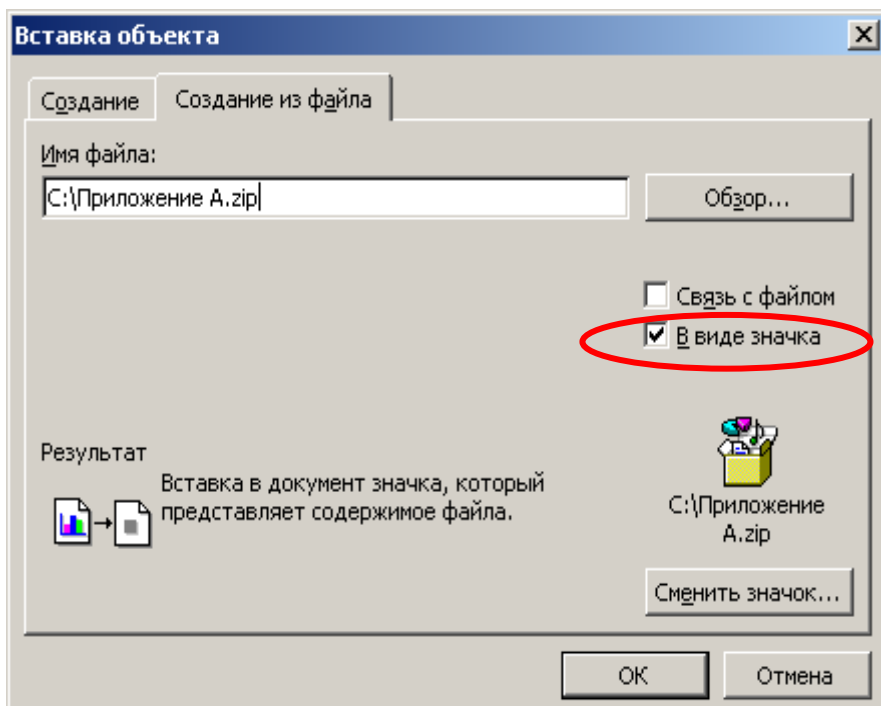 Вставка объекта
Создание
Создание из файла
Имя файла:
C:\Приложение A.zip
Обзор...
Связь с файлом
В виде значка
Результат
Вставка в документ значка, который
представляет содержимое файла.
C:\Приложение
A.zip
Сменить значок...
ОК
Отмена